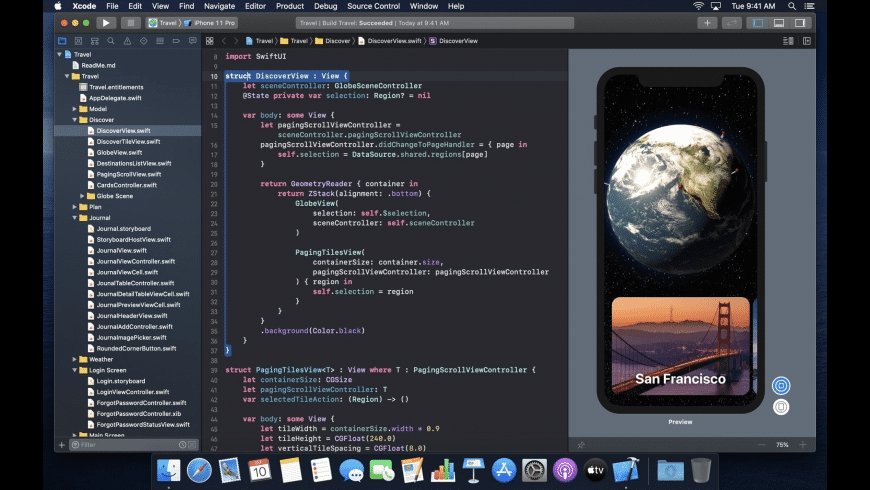 Xcode File Edit View Find Navigate Editor Product Debug Source Control Window Help
Tue 9:41 AM
Travel iPhone 11 Pro
Travel | Build Travel: Succeeded | Today at 9:41 AM
Travel Travel Discover DiscoverView.swift S DiscoverView
Travel
ReadMe.md
Travel
Travel.entitlements
AppDelegate.swift
Model
Discover
DiscoverView.swift
DiscoverTileView.swift
GlobeView.swift
DestinationsListView.swift
PagingScrollView.swift
CardsController.swift
Globe Scene
Plan
Journal
Journal.storyboard
StoryboardHostView.swift
JournalView.swift
JournalViewController.swift
JournalViewCell.swift
JounalTableController.swift
JournalDetailTableViewCell.swift
JournalPreviewViewCell.swift
JournalHeaderView.swift
JournalAddController.swift
JournalImagePicker.swift
RoundedCornerButton.swift
Weather
Login Screen
Login.storyboard
LoginViewController.swift
ForgotPasswordController.swift
ForgotPasswordController.xib
ForgotPasswordStatusView.swift
Main Screen
Filter
8 import SwiftUI
9
10 struct DiscoverView : View {
11 let sceneController: GlobeSceneController
12 @State private var selection: Region? = nil
13
14 var body: some View {
15 let pagingScrollViewController =
sceneController.pagingScrollViewController
16 pagingScrollViewController.didChangeToPageHandler = { page in
17 self.selection = DataSource.shared.regions[page]
18 }
19
20 return GeometryReader { container in
21 return ZStack(alignment: .bottom) {
22 GlobeView(
23 selection: self.$selection,
24 sceneController: self.sceneController
25 )
26
27 PagingTilesView(
28 containerSize: container.size,
29 pagingScrollViewController: pagingScrollViewController
30 ) { region in
31 self.selection = region
32 }
33 }
34 }
35 .background(Color.black)
36 }
37 }
38
39 struct PagingTilesView<T> : View where T : PagingScrollViewController {
40 let containerSize: CGSize
41 let pagingScrollViewController: T
42 var selectedTileAction: (Region) -> ()
43
44 var body: some View {
45 let tileWidth = containerSize.width * 0.9
46 let tileHeight = CGFloat(240.0)
47 let verticalTileSpacing = CGFloat(8.0)
San Francisco
Preview
75%
10
tv